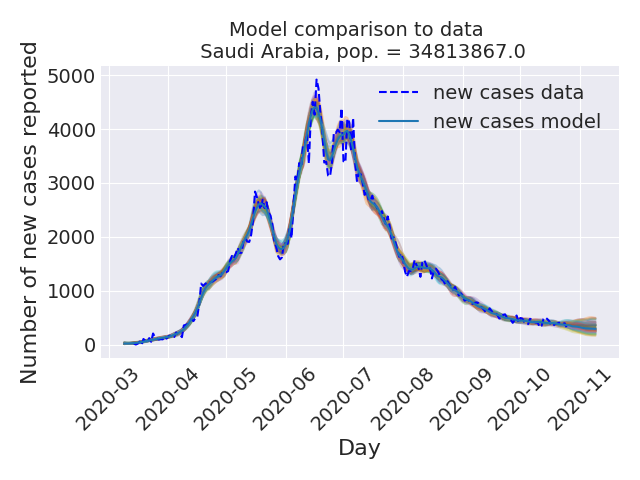 Model comparison to data
Saudi Arabia, pop. = 34813867.0
new cases data
new cases model
Number of new cases reported
5000
4000
3000
2000
1000
0
2020-03
2020-04
2020-05
2020-06
2020-07
2020-08
2020-09
2020-10
2020-11
Day